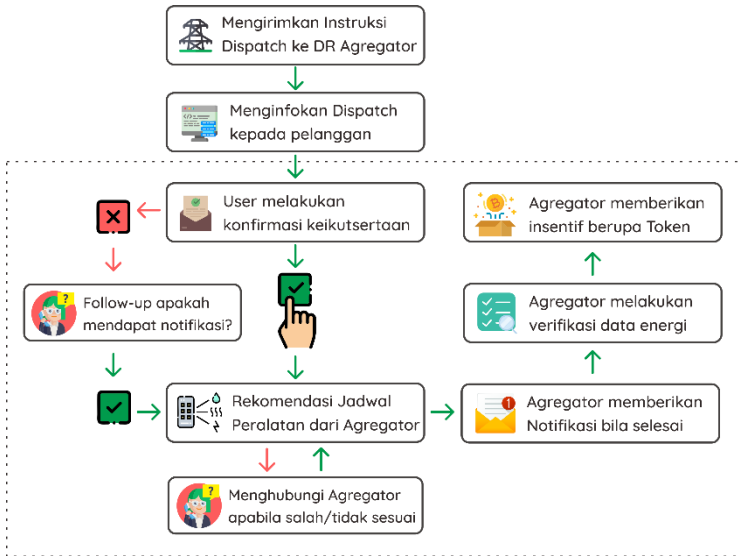 Mengirimkan Instruksi
Dispatch ke DR Agregator
Menginfokan Dispatch
kepada pelanggan
User melakukan
konfirmasi keikutsertaan
Follow-up apakah
mendapat notifikasi?
Rekomendasi Jadwal
Peralatan dari Agregator
Menghubungi Agregator
apabila salah/tidak sesuai
Agregator memberikan
Notifikasi bila selesai
Agregator melakukan
verifikasi data energi
Agregator memberikan
insentif berupa Token